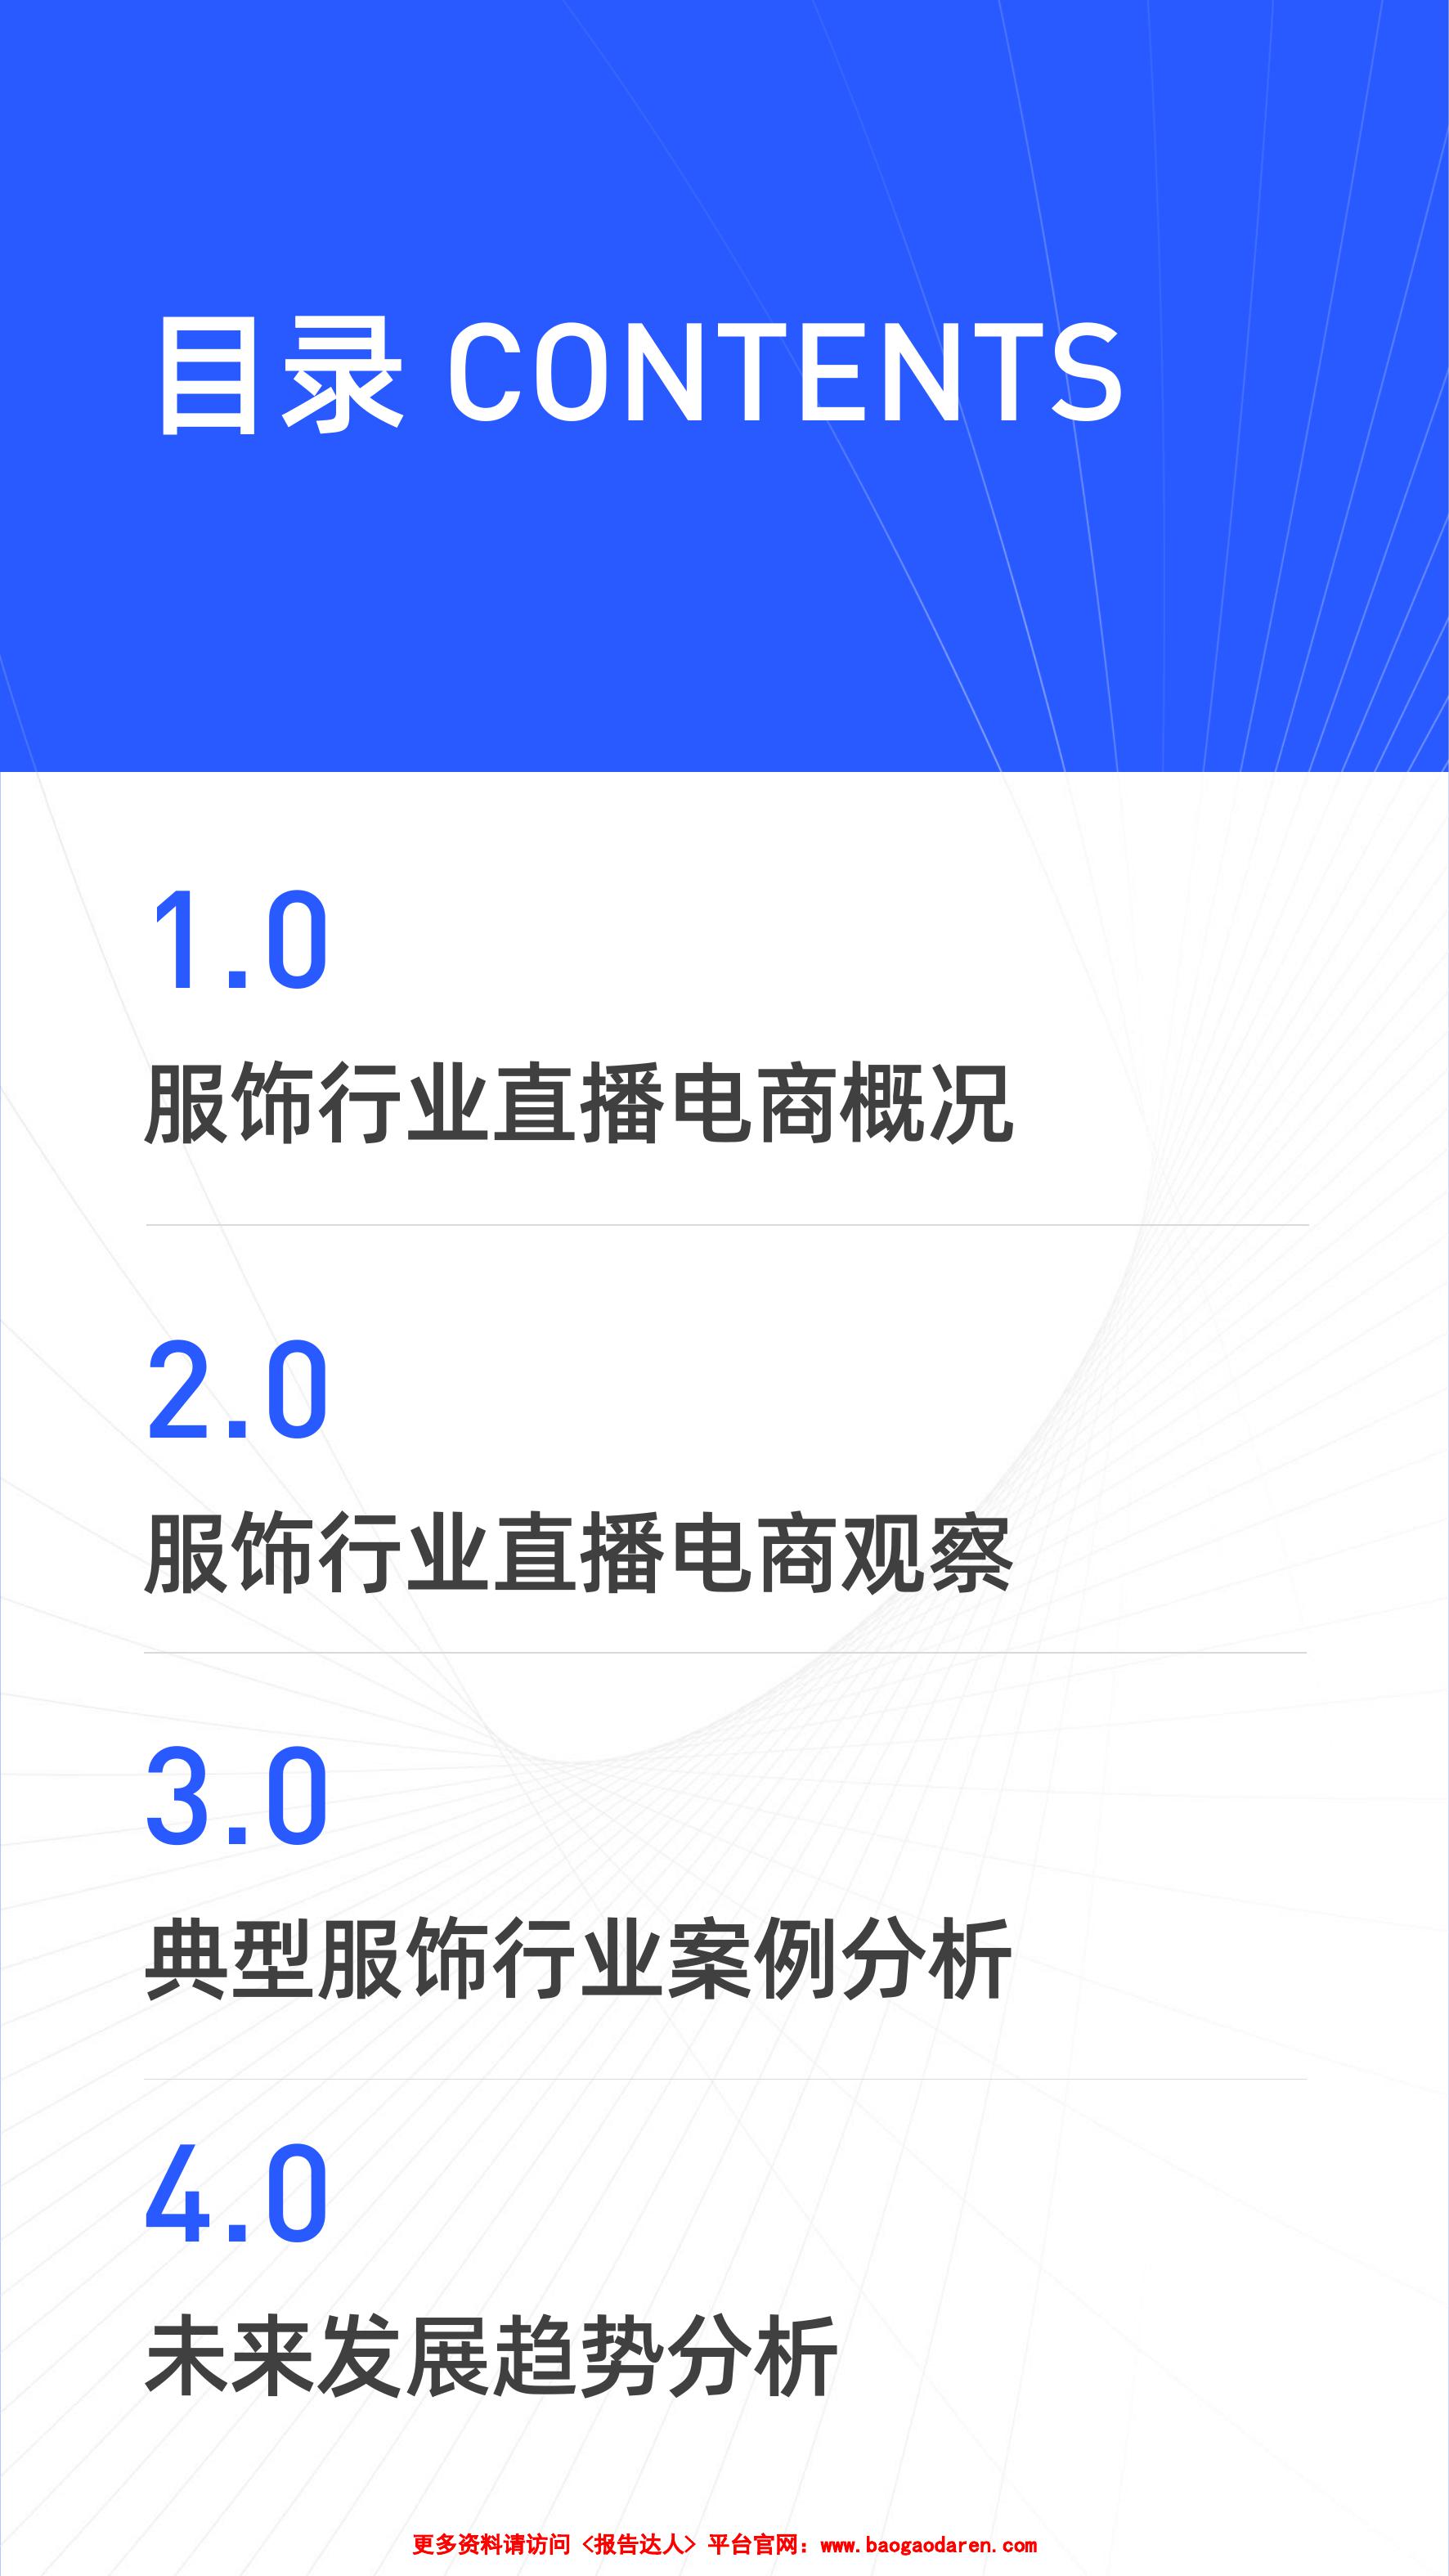 目录 CONTENTS
1.0
服饰行业直播电商概况
2.0
服饰行业直播电商观察
3.0
典型服饰行业案例分析
4.0
未来发展趋势分析
更多资料请访问《报告达人》平台官网：www.baogaodaren.com